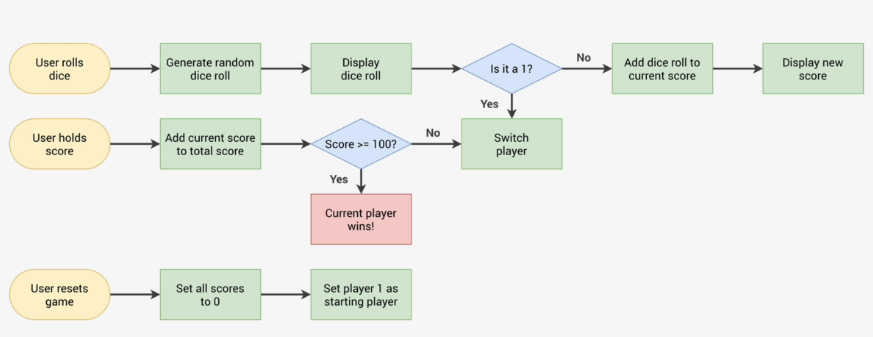 User rolls
dice
Generate random
dice roll
Display
dice roll
Is it a 1?
No
Add dice roll to
current score
Display new
score
Yes
User holds
score
Add current score
to total score
Score >= 100?
No
Switch
player
Yes
Current player
wins!
User resets
game
Set all scores
to 0
Set player 1 as
starting player